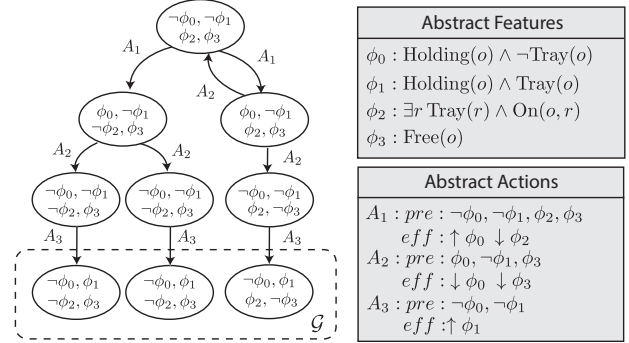 ¬ϕ0, ¬ϕ1
ϕ2, ϕ3
A1
A1
A2
ϕ0, ¬ϕ1
¬ϕ2, ϕ3
ϕ0, ¬ϕ1
ϕ2, ϕ3
A2
A2
A2
¬ϕ0, ¬ϕ1
¬ϕ2, ϕ3
¬ϕ0, ¬ϕ1
¬ϕ2, ϕ3
¬ϕ0, ¬ϕ1
ϕ2, ¬ϕ3
A3
A3
A3
¬ϕ0, ϕ1
¬ϕ2, ϕ3
¬ϕ0, ϕ1
¬ϕ2, ϕ3
¬ϕ0, ϕ1
ϕ2, ¬ϕ3
𝒢
Abstract Features
ϕ0 : Holding(o) ∧ ¬Tray(o)
ϕ1 : Holding(o) ∧ Tray(o)
ϕ2 : ∃r Tray(r) ∧ On(o, r)
ϕ3 : Free(o)
Abstract Actions
A1 : pre : ¬ϕ0, ¬ϕ1, ϕ2, ϕ3
eff : ↑ ϕ0 ↓ ϕ2
A2 : pre : ϕ0, ¬ϕ1, ϕ3
eff : ↓ ϕ0 ↓ ϕ3
A3 : pre : ¬ϕ0, ¬ϕ1
eff :↑ ϕ1